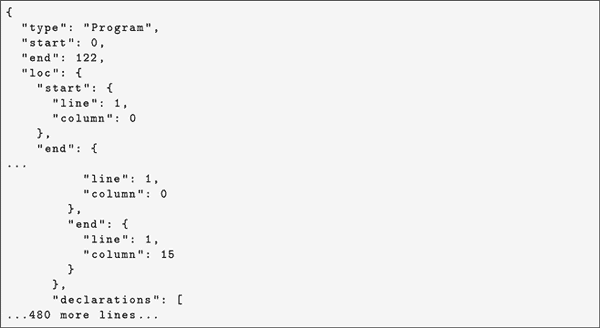 {
  "type": "Program",
  "start": 0,
  "end": 122,
  "loc": {
    "start": {
      "line": 1,
      "column": 0
    },
    "end": {
...
          "line": 1,
          "column": 0
        },
        "end": {
          "line": 1,
          "column": 15
        }
      },
      "declarations": [
...480 more lines...